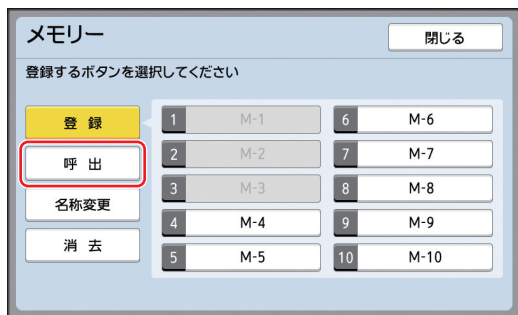 メモリー
閉じる
登録するボタンを選択してください
登 録
呼 出
名称変更
消 去
1 M-1
2 M-2
3 M-3
4 M-4
5 M-5
6 M-6
7 M-7
8 M-8
9 M-9
10 M-10